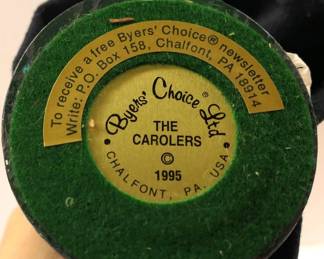 To receive a free Byers' Choice® newsletter
Write: P.O. Box 158, Chalfont, PA 18914
Byers' Choice® Ltd
THE
CAROLERS
©
1995
• CHALFONT, PA. USA •